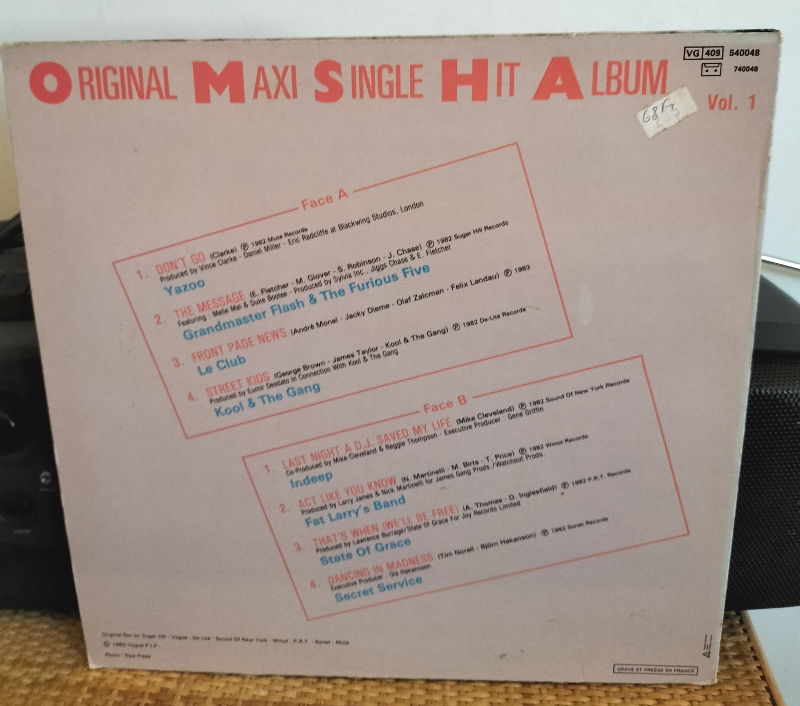 ORIGINAL MAXI SINGLE HIT ALBUM
VG 409 540048
740048
Vol. 1
68 Fr
Face A
1. DON'T GO (Clarke) Ⓟ 1982 Muse Records
Produced by Vince Clarke - Daniel Miller - Eric Radcliffe at Blackwing Studios, London
Yazoo
2. THE MESSAGE (E. Fletcher - M. Glover - S. Robinson - J. Chase) Ⓟ 1982 Sugar Hill Records
Featuring : Melle Mel & Duke Bootee - Produced by Sylvia Inc., Jiggs Chase & E. Fletcher
Grandmaster Flash & The Furious Five
3. FRONT PAGE NEWS (André Monel - Jacky Dieme - Olaf Zalcman - Felix Landau) Ⓟ 1983
Le Club
4. STREET KIDS (George Brown - James Taylor - Kool & The Gang) Ⓟ 1982 De-Lite Records
Produced by Eumir Deodato in Connection With Kool & The Gang
Kool & The Gang
Face B
1. LAST NIGHT A D.J. SAVED MY LIFE (Mike Cleveland) Ⓟ 1982 Sound Of New York Records
Co-Produced by Mike Cleveland & Reggie Thompson - Executive Producer : Gene Griffin
Indeep
2. ACT LIKE YOU KNOW (N. Martinelli - M. Birts - T. Price) Ⓟ 1982 Wmot Records
Produced by Larry James & Nick Martinelli for James Gang Prods./Watchout Prods.
Fat Larry's Band
3. THAT'S WHEN (WE'LL BE FREE) (A. Thomas - D. Inglesfield) Ⓟ 1982 P.R.T. Records
Produced by Lawrence Burrage/State Of Grace For Joy Records Limited
State Of Grace
4. DANCING IN MADNESS (Tim Norell - Björn Hakanson) Ⓟ 1982 Sonet Records
Executive Producer : Ola Hakansson
Secret Service
Original Rec by Sugar Hill - Vogue - De Lite - Sound Of New York - Wmot - P.R.T. - Sonet - Mute
© 1983 Vogue P.I.P.
GRAVE ET PRESSE EN FRANCE